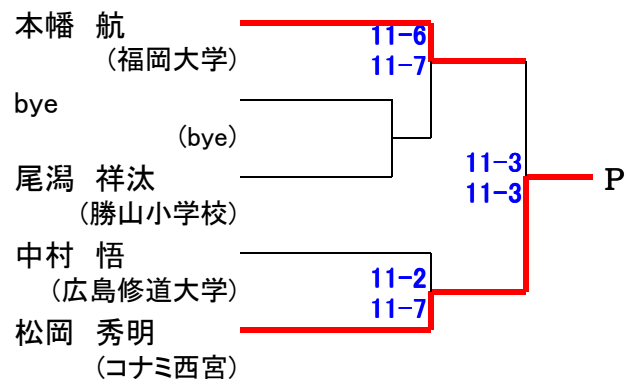 本幡 航
(福岡大学)
bye
(bye)
尾潟 祥汰
(勝山小学校)
中村 悟
(広島修道大学)
松岡 秀明
(コナミ西宮)
11-6
11-7
11-2
11-7
11-3
11-3
P